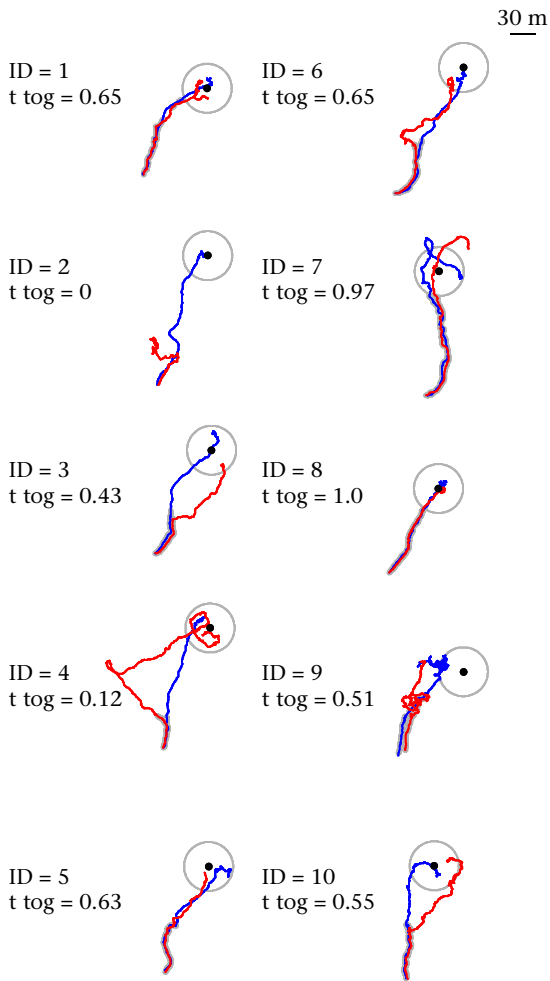 30 m
ID = 1
t tog = 0.65
ID = 6
t tog = 0.65
ID = 2
t tog = 0
ID = 7
t tog = 0.97
ID = 3
t tog = 0.43
ID = 8
t tog = 1.0
ID = 4
t tog = 0.12
ID = 9
t tog = 0.51
ID = 5
t tog = 0.63
ID = 10
t tog = 0.55